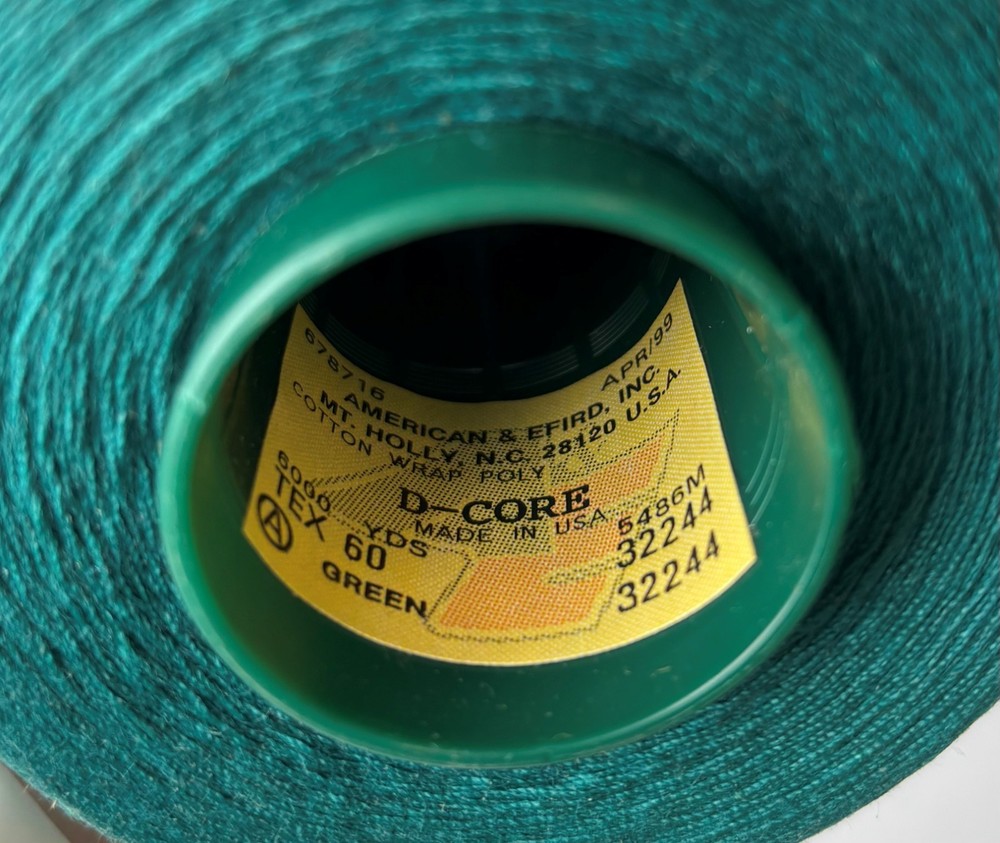 678716 APR/99
AMERICAN & EFIRD, INC.
MT. HOLLY, N.C. 28120 U.S.A.
COTTON WRAP POLY
D-CORE
MADE IN USA
6000 YDS 5486M
TEX 60 32244
A GREEN 32244